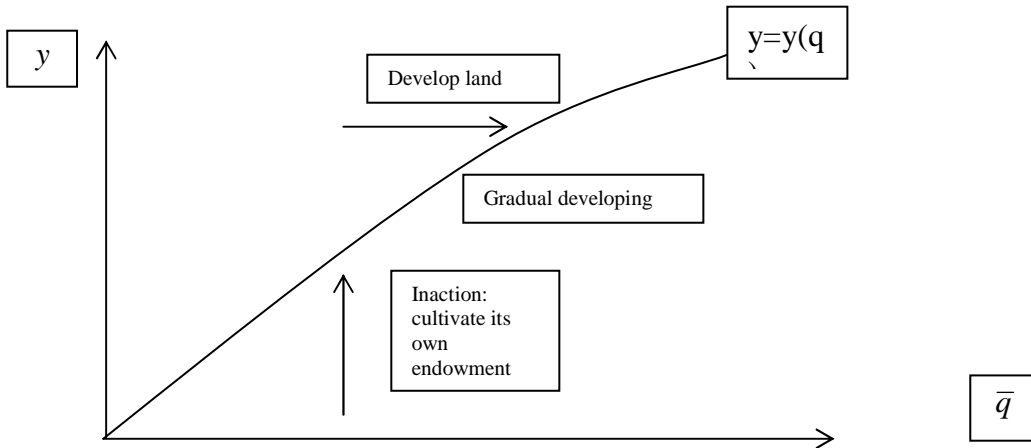 y
y=y(q
Develop land
Gradual developing
Inaction:
cultivate its
own
endowment
q̅